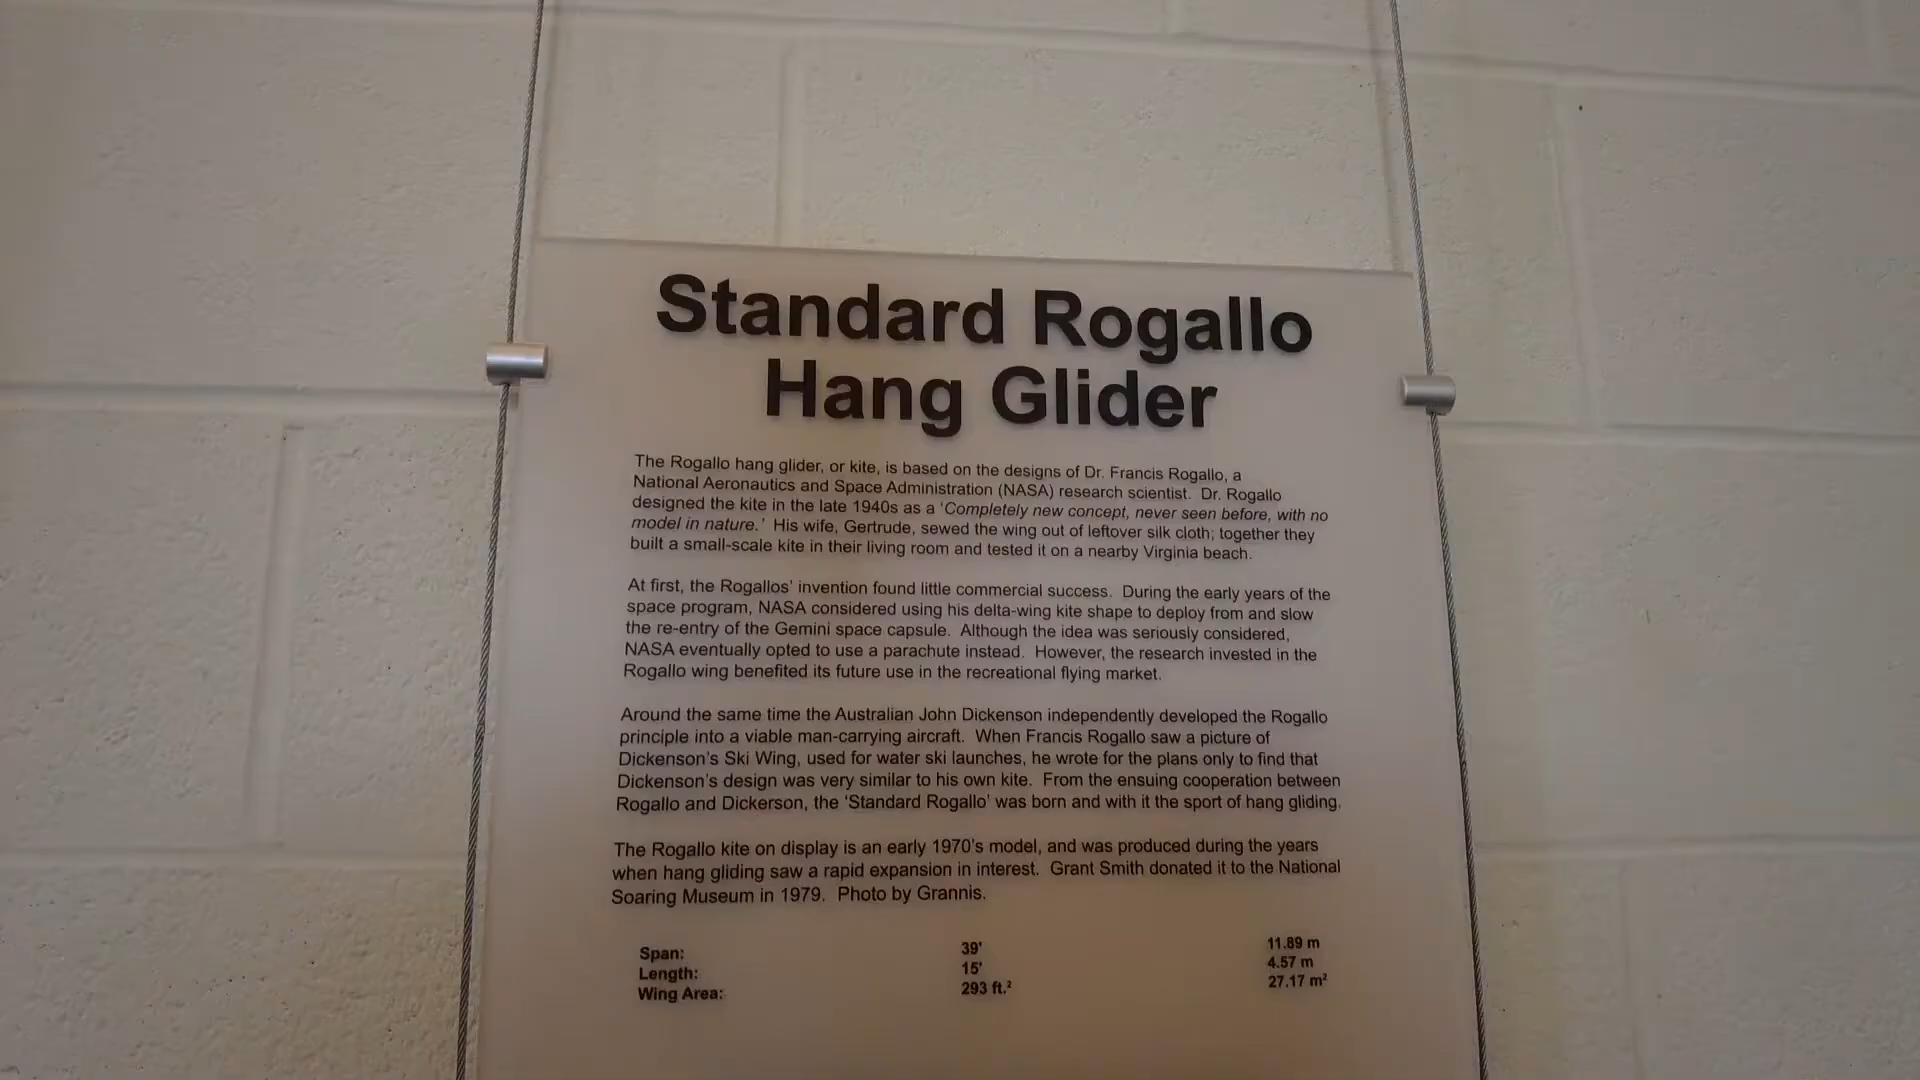 Standard Rogallo
Hang Glider
The Rogallo hang glider, or kite, is based on the designs of Dr. Francis Rogallo, a
National Aeronautics and Space Administration (NASA) research scientist. Dr. Rogallo
designed the kite in the late 1940s as a ‘Completely new concept, never seen before, with no
model in nature.’ His wife, Gertrude, sewed the wing out of leftover silk cloth; together they
built a small-scale kite in their living room and tested it on a nearby Virginia beach.
At first, the Rogallos’ invention found little commercial success. During the early years of the
space program, NASA considered using his delta-wing kite shape to deploy from and slow
the re-entry of the Gemini space capsule. Although the idea was seriously considered,
NASA eventually opted to use a parachute instead. However, the research invested in the
Rogallo wing benefited its future use in the recreational flying market.
Around the same time the Australian John Dickenson independently developed the Rogallo
principle into a viable man-carrying aircraft. When Francis Rogallo saw a picture of
Dickenson’s Ski Wing, used for water ski launches, he wrote for the plans only to find that
Dickenson’s design was very similar to his own kite. From the ensuing cooperation between
Rogallo and Dickerson, the ‘Standard Rogallo’ was born and with it the sport of hang gliding.
The Rogallo kite on display is an early 1970’s model, and was produced during the years
when hang gliding saw a rapid expansion in interest. Grant Smith donated it to the National
Soaring Museum in 1979. Photo by Grannis.
Span: 39' 11.89 m
Length: 15' 4.57 m
Wing Area: 293 ft.² 27.17 m²